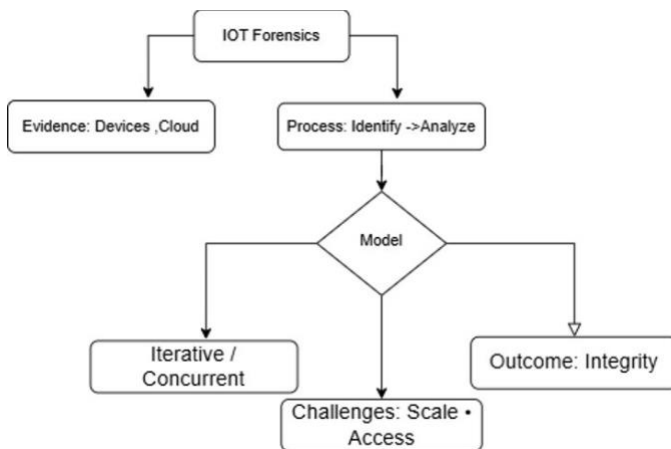 IOT Forensics
Evidence: Devices ,Cloud
Process: Identify ->Analyze
Model
Iterative /
Concurrent
Outcome: Integrity
Challenges: Scale •
Access